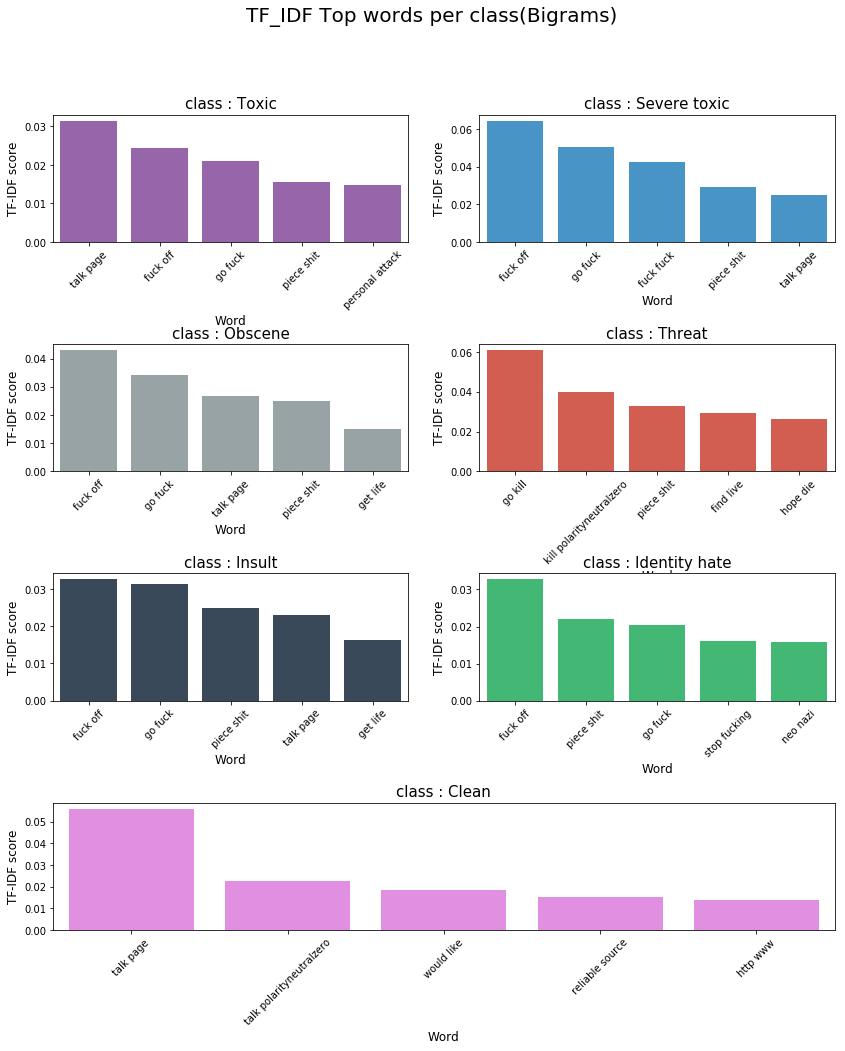 TF_IDF Top words per class(Bigrams)
class : Toxic
TF-IDF score
0.03
0.02
0.01
0.00
talk page
fuck off
go fuck
piece shit
personal attack
Word
class : Severe toxic
TF-IDF score
0.06
0.04
0.02
0.00
fuck off
go fuck
fuck fuck
piece shit
talk page
Word
class : Obscene
TF-IDF score
0.04
0.03
0.02
0.01
0.00
fuck off
go fuck
talk page
piece shit
get life
Word
class : Threat
TF-IDF score
0.06
0.04
0.02
0.00
go kill
kill polarityneutralzero
piece shit
find live
hope die
class : Insult
TF-IDF score
0.03
0.02
0.01
0.00
fuck off
go fuck
piece shit
talk page
get life
Word
class : Identity hate
TF-IDF score
0.03
0.02
0.01
0.00
fuck off
piece shit
go fuck
stop fucking
neo nazi
Word
class : Clean
TF-IDF score
0.05
0.04
0.03
0.02
0.01
0.00
talk page
talk polarityneutralzero
would like
reliable source
http www
Word